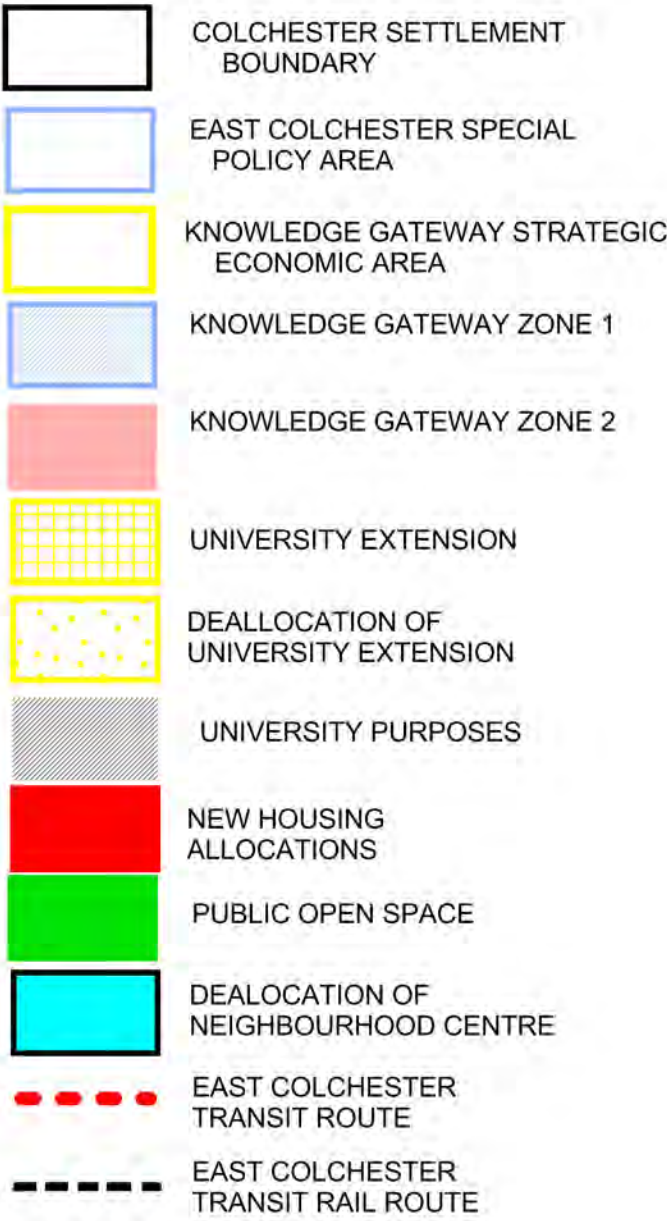 COLCHESTER SETTLEMENT
BOUNDARY
EAST COLCHESTER SPECIAL
POLICY AREA
KNOWLEDGE GATEWAY STRATEGIC
ECONOMIC AREA
KNOWLEDGE GATEWAY ZONE 1
KNOWLEDGE GATEWAY ZONE 2
UNIVERSITY EXTENSION
DEALLOCATION OF
UNIVERSITY EXTENSION
UNIVERSITY PURPOSES
NEW HOUSING
ALLOCATIONS
PUBLIC OPEN SPACE
DEALOCATION OF
NEIGHBOURHOOD CENTRE
EAST COLCHESTER
TRANSIT ROUTE
EAST COLCHESTER
TRANSIT RAIL ROUTE